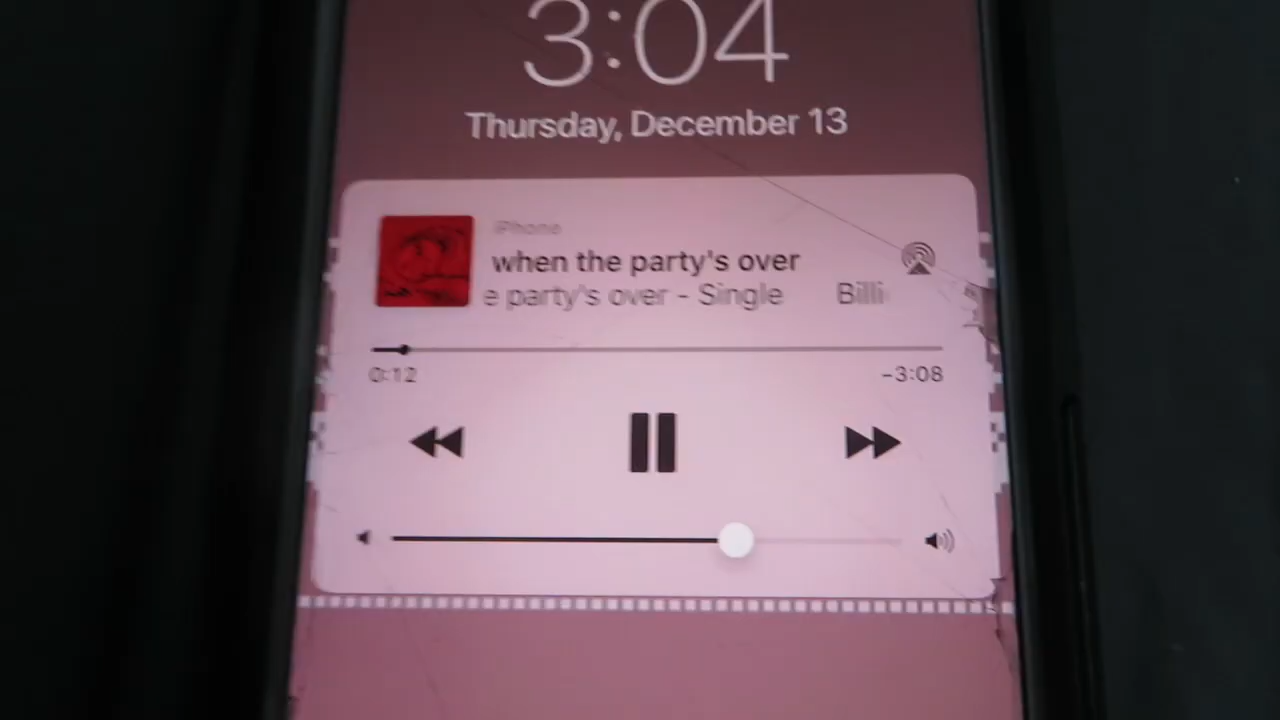 3:04
Thursday, December 13
iPhone
when the party's over
e party's over - Single Billi
0:12 -3:08